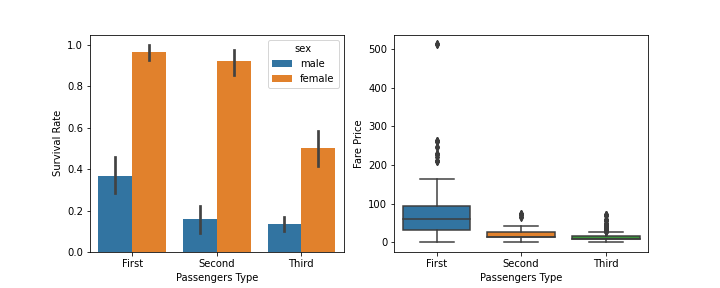 1.0
0.8
0.6
0.4
0.2
0.0
Survival Rate
sex
male
female
First
Second
Third
Passengers Type
500
400
300
200
100
0
Fare Price
First
Second
Third
Passengers Type